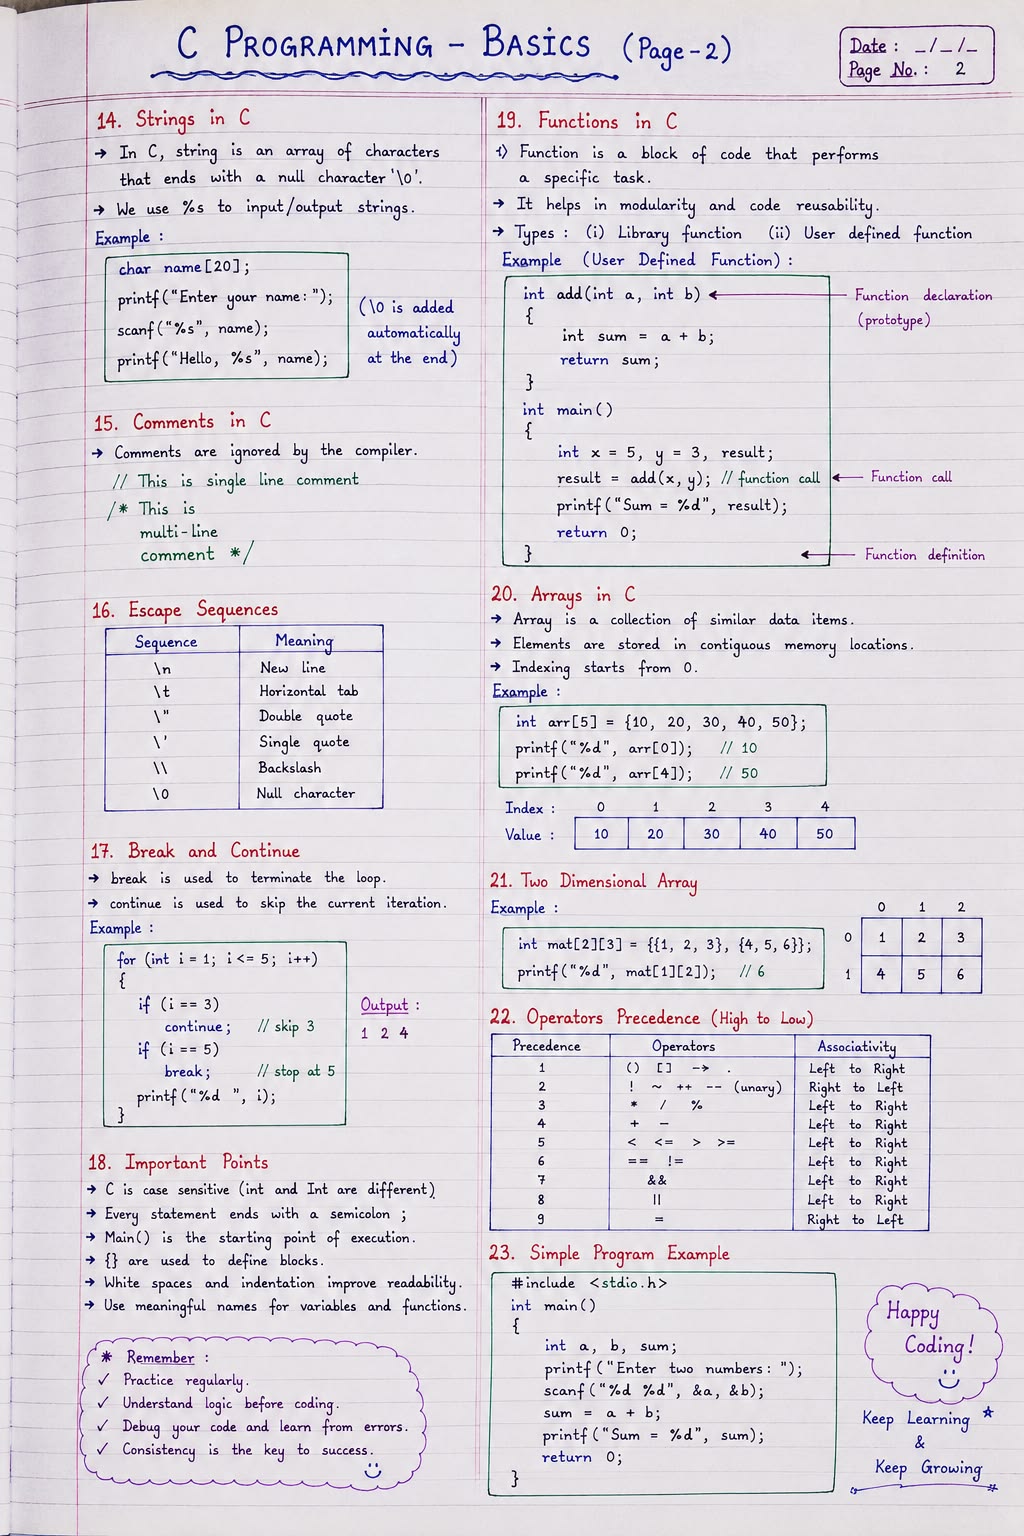 C PROGRAMMING - BASICS (Page-2)
Date : _/_/_
Page No. : 2
14. Strings in C
→ In C, string is an array of characters
that ends with a null character '\0'.
→ We use %s to input/output strings.
Example :
char name[20];
printf("Enter your name:");
scanf("%s", name);
printf("Hello, %s", name);
(\0 is added
automatically
at the end)
15. Comments in C
→ Comments are ignored by the compiler.
// This is single line comment
/* This is
multi-line
comment */
16. Escape Sequences
Sequence Meaning
\n New line
\t Horizontal tab
\" Double quote
\' Single quote
\\ Backslash
\0 Null character
17. Break and Continue
→ break is used to terminate the loop.
→ continue is used to skip the current iteration.
Example :
for (int i = 1; i <= 5; i++)
{
if (i == 3)
continue; // skip 3
if (i == 5)
break; // stop at 5
printf("%d ", i);
}
Output :
1 2 4
18. Important Points
→ C is case sensitive (int and Int are different)
→ Every statement ends with a semicolon ;
→ Main() is the starting point of execution.
→ {} are used to define blocks.
→ White spaces and indentation improve readability.
→ Use meaningful names for variables and functions.
* Remember :
✓ Practice regularly.
✓ Understand logic before coding.
✓ Debug your code and learn from errors.
✓ Consistency is the key to success.
19. Functions in C
1) Function is a block of code that performs
a specific task.
→ It helps in modularity and code reusability.
→ Types : (i) Library function (ii) User defined function
Example (User Defined Function) :
int add(int a, int b) ← Function declaration
(prototype)
{
int sum = a + b;
return sum;
}
int main()
{
int x = 5, y = 3, result;
result = add(x, y); // function call ← Function call
printf("Sum = %d", result);
return 0;
} ← Function definition
20. Arrays in C
→ Array is a collection of similar data items.
→ Elements are stored in contiguous memory locations.
→ Indexing starts from 0.
Example :
int arr[5] = {10, 20, 30, 40, 50};
printf("%d", arr[0]); // 10
printf("%d", arr[4]); // 50
Index : 0 1 2 3 4
Value : 10 20 30 40 50
21. Two Dimensional Array
Example :
int mat[2][3] = {{1, 2, 3}, {4, 5, 6}};
printf("%d", mat[1][2]); // 6
0 1 2
0 1 2 3
1 4 5 6
22. Operators Precedence (High to Low)
Precedence Operators Associativity
1 () [] -> . Left to Right
2 ! ~ ++ -- (unary) Right to Left
3 * / % Left to Right
4 + - Left to Right
5 < <= > >= Left to Right
6 == != Left to Right
7 && Left to Right
8 || Left to Right
9 = Right to Left
23. Simple Program Example
#include <stdio.h>
int main()
{
int a, b, sum;
printf("Enter two numbers: ");
scanf("%d %d", &a, &b);
sum = a + b;
printf("Sum = %d", sum);
return 0;
}
Happy
Coding!
Keep Learning ☆
&
Keep Growing